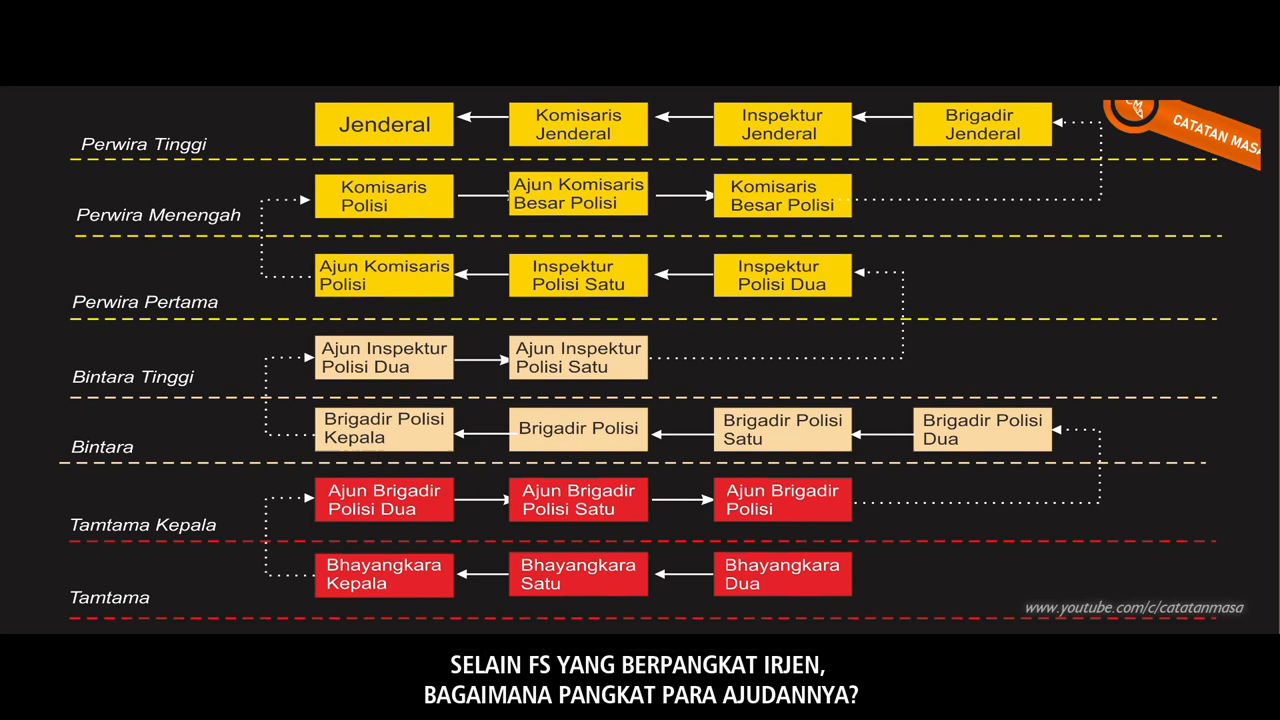 Jenderal
Komisaris
Jenderal
Inspektur
Jenderal
Brigadir
Jenderal
CM
CATATAN MASA
Perwira Tinggi
Komisaris
Polisi
Ajun Komisaris
Besar Polisi
Komisaris
Besar Polisi
Perwira Menengah
Ajun Komisaris
Polisi
Inspektur
Polisi Satu
Inspektur
Polisi Dua
Perwira Pertama
Ajun Inspektur
Polisi Dua
Ajun Inspektur
Polisi Satu
Bintara Tinggi
Brigadir Polisi
Kepala
Brigadir Polisi
Brigadir Polisi
Satu
Brigadir Polisi
Dua
Bintara
Ajun Brigadir
Polisi Dua
Ajun Brigadir
Polisi Satu
Ajun Brigadir
Polisi
Tamtama Kepala
Bhayangkara
Kepala
Bhayangkara
Satu
Bhayangkara
Dua
Tamtama
www.youtube.com/c/catatanmasa
SELAIN FS YANG BERPANGKAT IRJEN,
BAGAIMANA PANGKAT PARA AJUDANNYA?